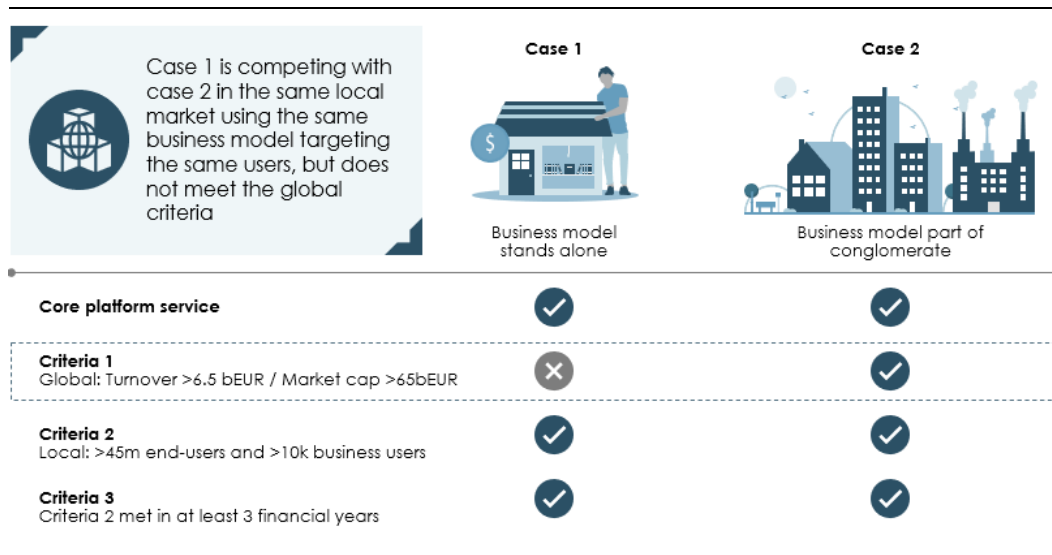 Case 1 is competing with
case 2 in the same local
market using the same
business model targeting
the same users, but does
not meet the global
criteria
Case 1
$
Business model
stands alone
Case 2
Business model part of
conglomerate
Core platform service
Criteria 1
Global: Turnover >6.5 bEUR / Market cap >65bEUR
Criteria 2
Local: >45m end-users and >10k business users
Criteria 3
Criteria 2 met in at least 3 financial years